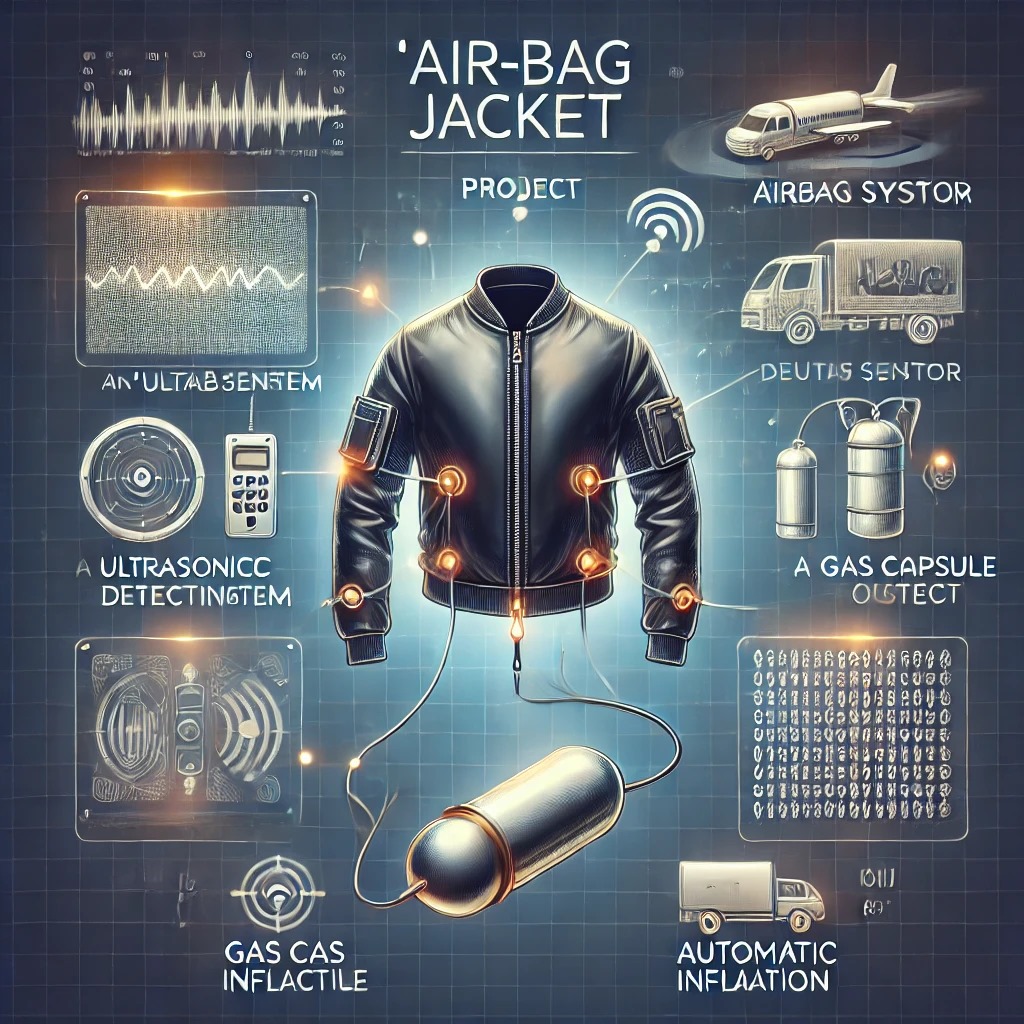 'AIR-BAG
JACKET
PROJECT
AIRBAG SYSTOR
AN'ULTABSENTEM
DEUTAS SENTOR
A ULTRASONICC
DETECTINGTEM
A GAS CAPSULE
OUSTECT
GAS CAS
INFLACTILE
AUTOMATIC
INFLAATION